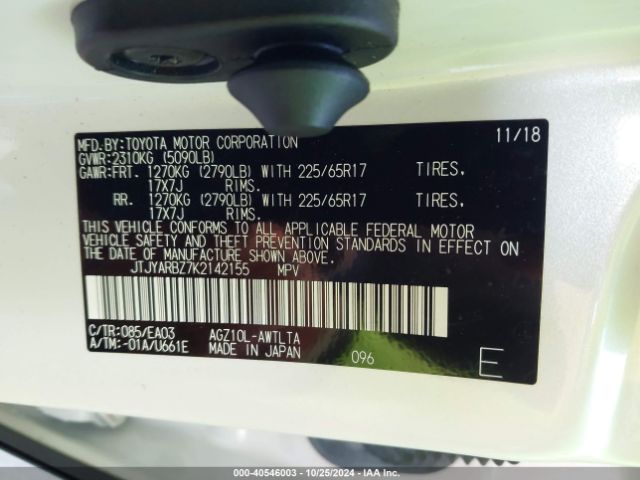 MFD.BY:TOYOTA MOTOR CORPORATION 11/18
GVWR:2310KG (5090LB)
GAWR:FRT. 1270KG (2790LB) WITH 225/65R17 TIRES.
17X7J RIMS.
RR. 1270KG (2790LB) WITH 225/65R17 TIRES.
17X7J RIMS.
THIS VEHICLE CONFORMS TO ALL APPLICABLE FEDERAL MOTOR
VEHICLE SAFETY AND THEFT PREVENTION STANDARDS IN EFFECT ON
THE DATE OF MANUFACTURE SHOWN ABOVE.
JTJYARBZ7K2142155 MPV
C/TR:085/EA03 AGZ10L-AWTLTA
A/TM:-01A/U661E MADE IN JAPAN 096 E
000-40546003 - 10/25/2024 - IAA Inc.